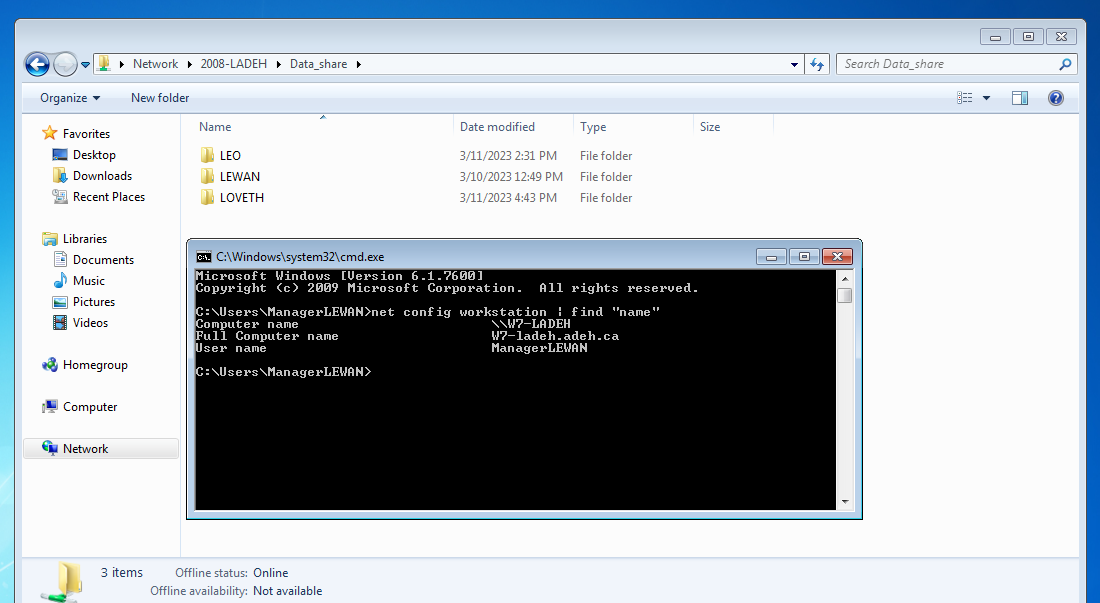 Network 2008-LADEH Data_share
Search Data_share
Organize New folder
Name Date modified Type Size
Favorites
Desktop
Downloads
Recent Places
Libraries
Documents
Music
Pictures
Videos
Homegroup
Computer
Network
LEO 3/11/2023 2:31 PM File folder
LEWAN 3/10/2023 12:49 PM File folder
LOVETH 3/11/2023 4:43 PM File folder
C:\Windows\system32\cmd.exe
Microsoft Windows [Version 6.1.7600]
Copyright (c) 2009 Microsoft Corporation.  All rights reserved.
C:\Users\ManagerLEWAN>net config workstation | find "name"
Computer name \\W7-LADEH
Full Computer name W7-ladeh.adeh.ca
User name ManagerLEWAN
C:\Users\ManagerLEWAN>
3 items Offline status: Online
Offline availability: Not available